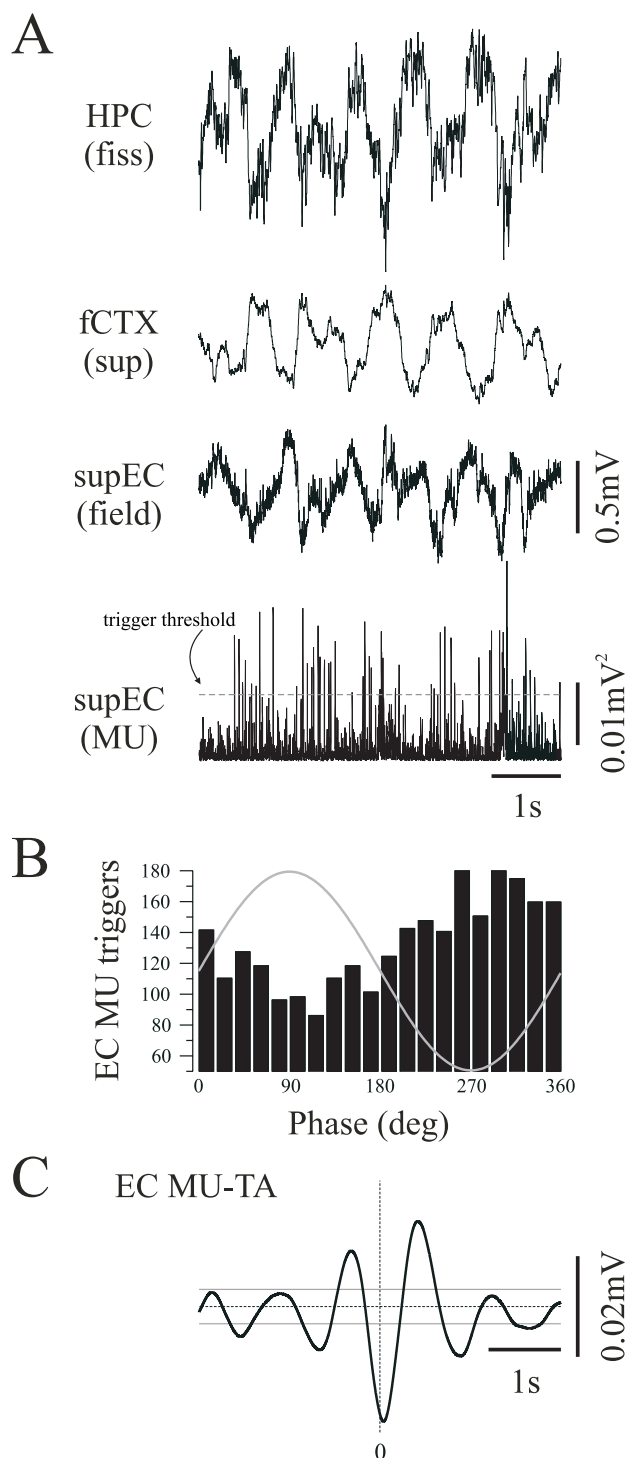 A
HPC
(fiss)
fCTX
(sup)
supEC
(field)
0.5mV
trigger threshold
supEC
(MU)
0.01mV²
1s
B
EC MU triggers
180
160
140
120
100
80
60
0 90 180 270 360
Phase (deg)
C
EC MU-TA
0.02mV
1s
0